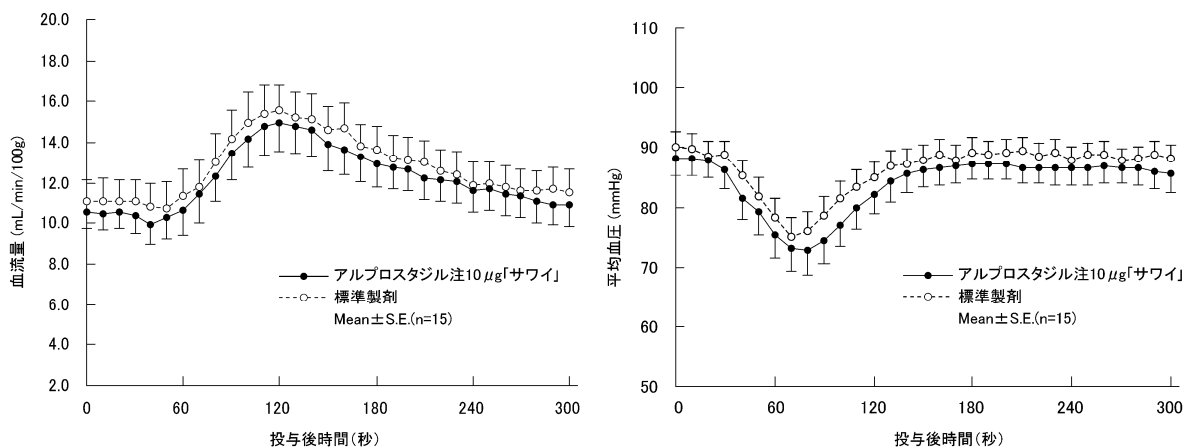 20.0
18.0
16.0
14.0
12.0
10.0
8.0
6.0
4.0
2.0
血流量 (mL/min/100g)
アルプロスタジル注10μg｢サワイ｣
標準製剤
Mean±S.E.(n=15)
0 60 120 180 240 300
投与後時間(秒)
110
100
90
80
70
60
50
平均血圧 (mmHg)
アルプロスタジル注10μg｢サワイ｣
標準製剤
Mean±S.E.(n=15)
0 60 120 180 240 300
投与後時間(秒)